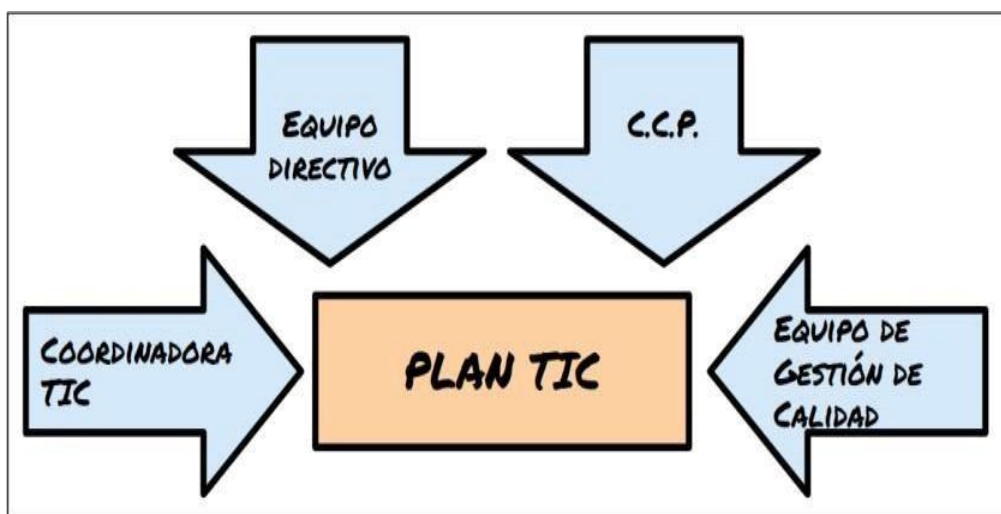 EQUIPO
DIRECTIVO
C.C.P.
COORDINADORA
TIC
PLAN TIC
EQUIPO DE
GESTIÓN DE
CALIDAD